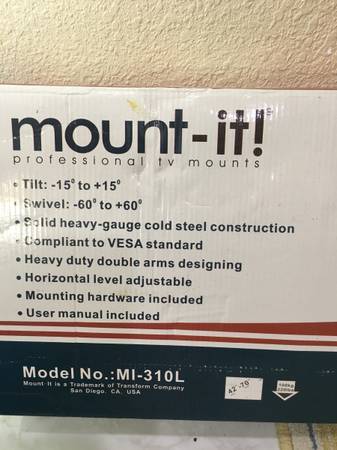 mount-it!
professional tv mounts
• Tilt: -15° to +15°
• Swivel: -60° to +60°
• Solid heavy-gauge cold steel construction
• Compliant to VESA standard
• Heavy duty double arms designing
• Horizontal level adjustable
• Mounting hardware included
• User manual included
Model No.:MI-310L
Mount-It is a Trademark of Transform Company
San Diego, CA, USA